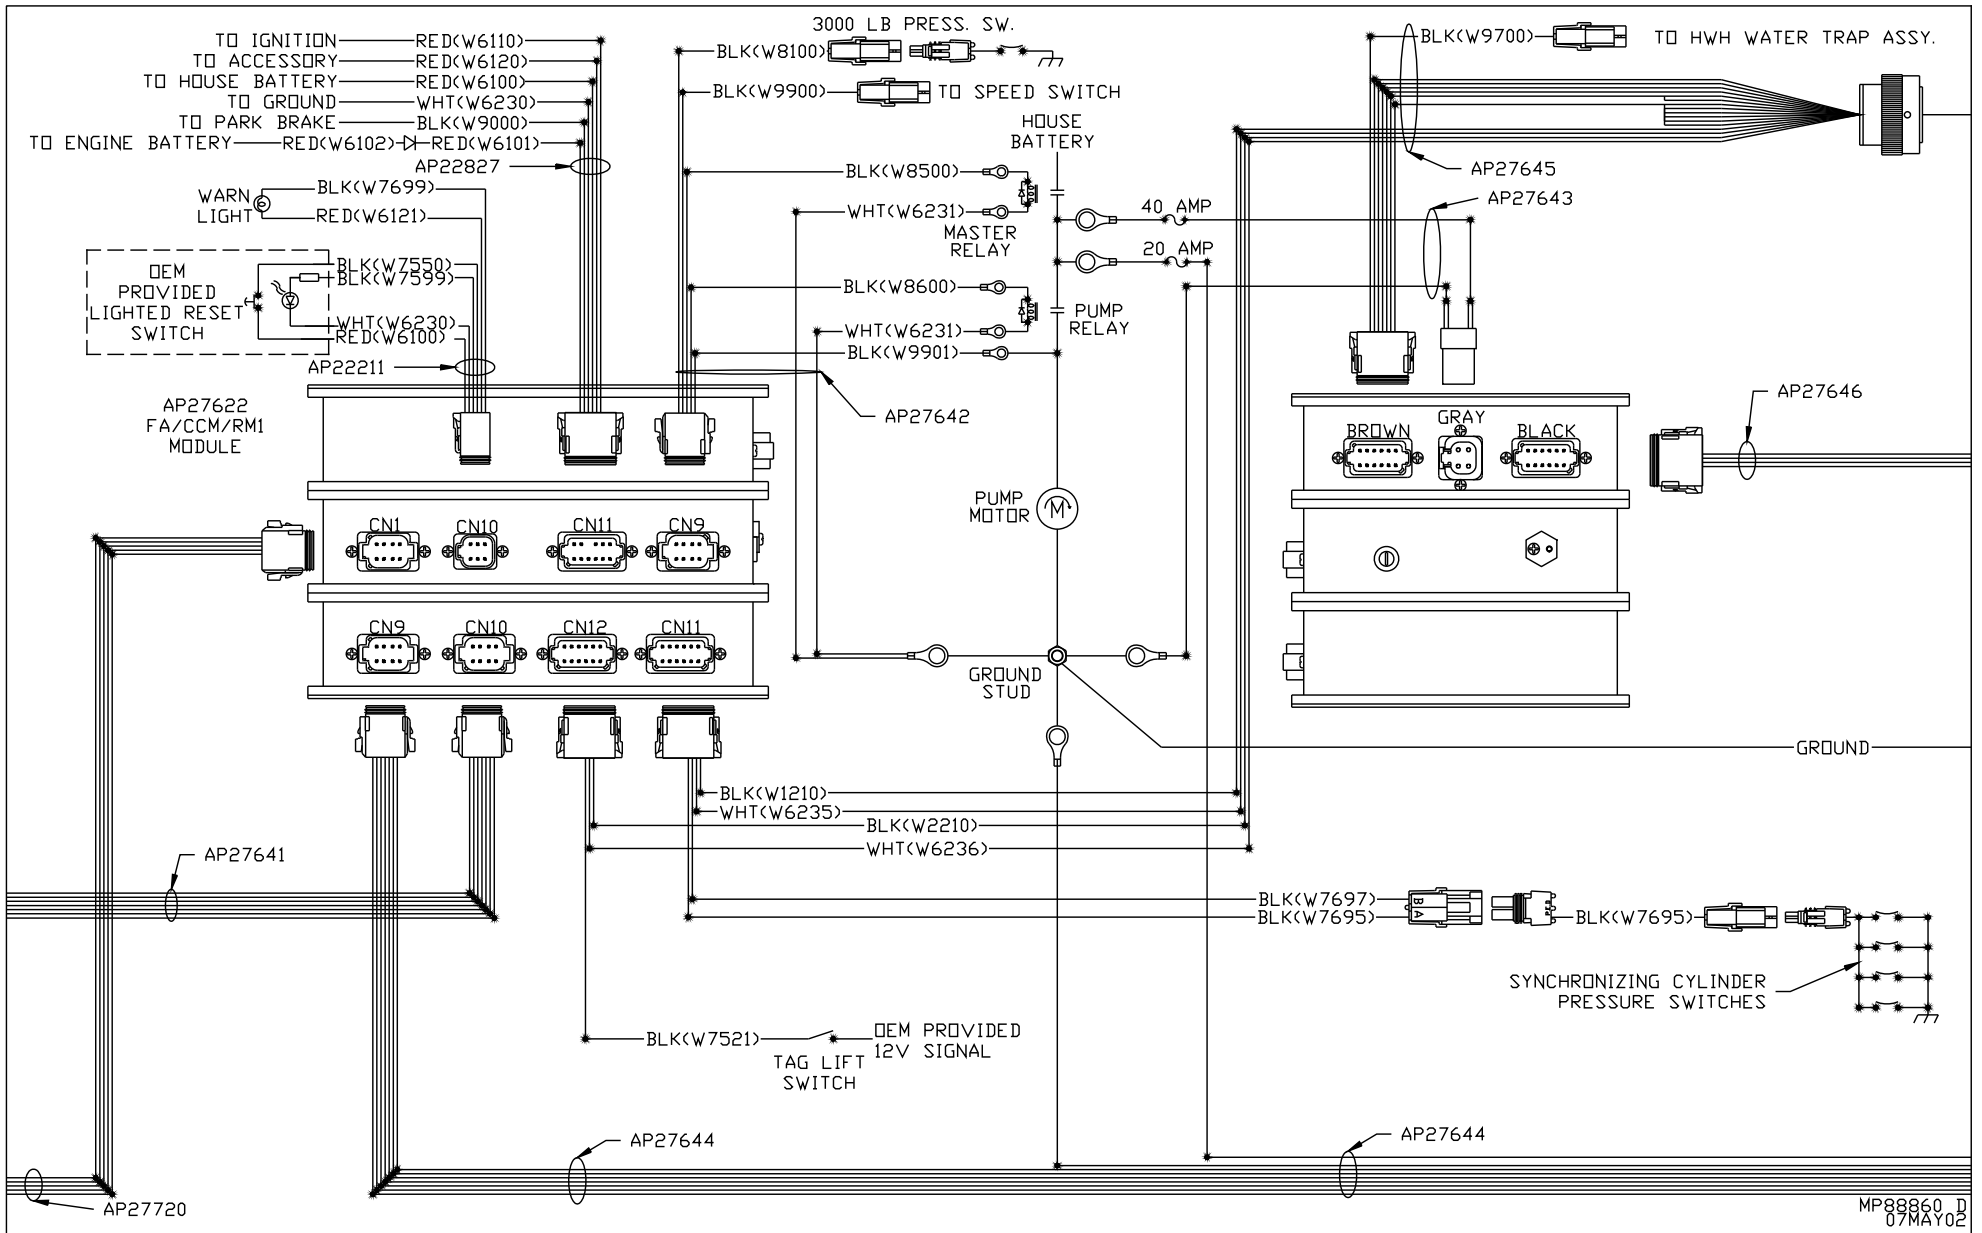 3000 LB PRESS. SW.
TO IGNITION RED(W6110)
TO ACCESSORY RED(W6120)
TO HOUSE BATTERY RED(W6100)
TO GROUND WHT(W6230)
TO PARK BRAKE BLK(W9000)
TO ENGINE BATTERY RED(W6102) RED(W6101)
AP22827
BLK(W8100)
BLK(W9900) TO SPEED SWITCH
HOUSE
BATTERY
BLK(W9700) TO HWH WATER TRAP ASSY.
AP27645
AP27643
WARN
LIGHT
BLK(W7699)
RED(W6121)
OEM
PROVIDED
LIGHTED RESET
SWITCH
BLK(W7550)
BLK(W7599)
WHT(W6230)
RED(W6100)
AP22211
BLK(W8500)
WHT(W6231)
MASTER
RELAY
40 AMP
20 AMP
BLK(W8600)
WHT(W6231)
BLK(W9901)
PUMP
RELAY
AP27642
AP27622
FA/CCM/RM1
MODULE
AP27646
BROWN
GRAY
BLACK
PUMP
MOTOR
M
CN1
CN10
CN11
CN9
CN9
CN10
CN12
CN11
GROUND
STUD
GROUND
BLK(W1210)
WHT(W6235)
BLK(W2210)
WHT(W6236)
AP27641
BLK(W7697)
BLK(W7695)
B
A
BLK(W7695)
SYNCHRONIZING CYLINDER
PRESSURE SWITCHES
BLK(W7521)
TAG LIFT
SWITCH
OEM PROVIDED
12V SIGNAL
AP27644
AP27644
AP27720
MP88860 D
07MAY02